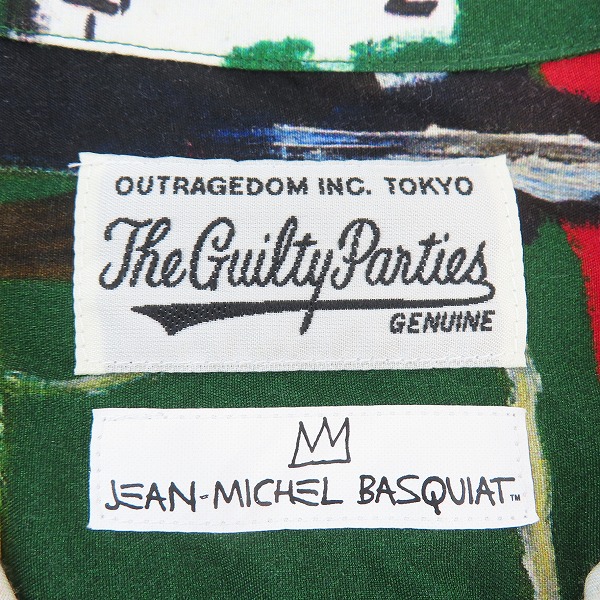 OUTRAGEDOM INC. TOKYO
The Guilty Parties
GENUINE
JEAN-MICHEL BASQUIAT™